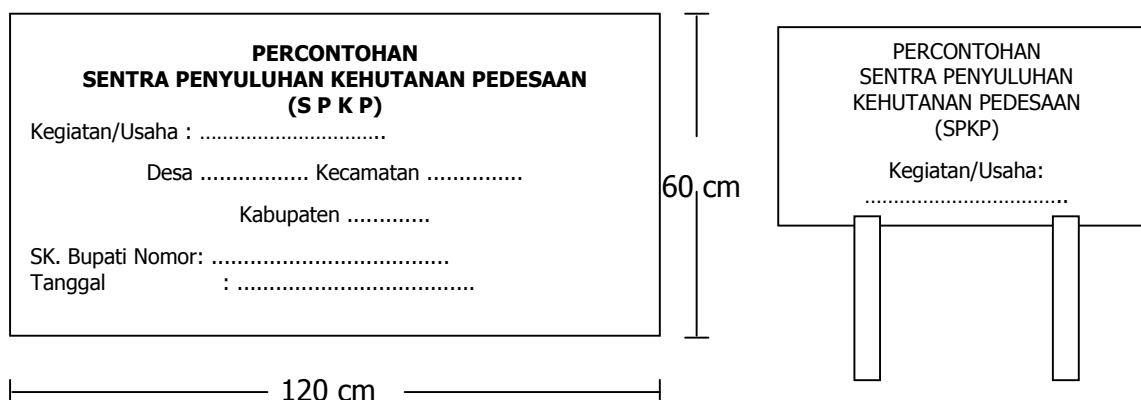 PERCONTOHAN
SENTRA PENYULUHAN KEHUTANAN PEDESAAN
(S P K P)
Kegiatan/Usaha : ……………………………..
Desa ................. Kecamatan ...............
Kabupaten .............
SK. Bupati Nomor: .....................................
Tanggal : .....................................
60 cm
120 cm
PERCONTOHAN
SENTRA PENYULUHAN
KEHUTANAN PEDESAAN
(SPKP)
Kegiatan/Usaha:
……………………………..